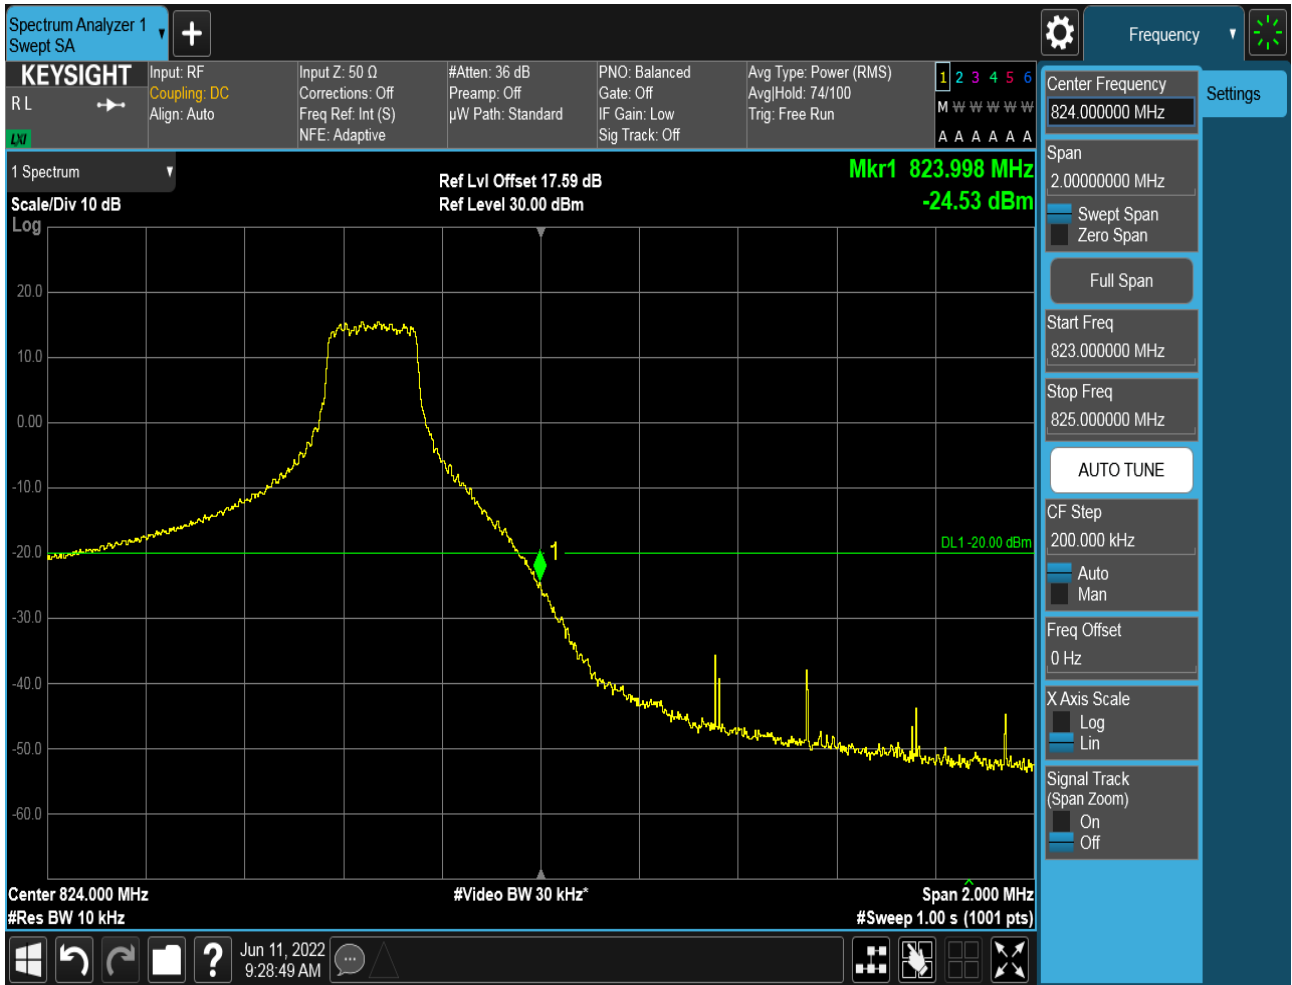 Spectrum Analyzer 1
Swept SA
Frequency
KEYSIGHT
R L
LXI
Input: RF
Coupling: DC
Align: Auto
Input Z: 50 Ω
Corrections: Off
Freq Ref: Int (S)
NFE: Adaptive
#Atten: 36 dB
Preamp: Off
µW Path: Standard
PNO: Balanced
Gate: Off
IF Gain: Low
Sig Track: Off
Avg Type: Power (RMS)
Avg|Hold: 74/100
Trig: Free Run
1 2 3 4 5 6
M W W W W W
A A A A A A
Center Frequency
824.000000 MHz
Settings
Span
2.00000000 MHz
Swept Span
Zero Span
Full Span
Start Freq
823.000000 MHz
Stop Freq
825.000000 MHz
AUTO TUNE
CF Step
200.000 kHz
Auto
Man
Freq Offset
0 Hz
X Axis Scale
Log
Lin
Signal Track
(Span Zoom)
On
Off
1 Spectrum
Scale/Div 10 dB
Log
Ref Lvl Offset 17.59 dB
Ref Level 30.00 dBm
Mkr1 823.998 MHz
-24.53 dBm
20.0
10.0
0.00
-10.0
-20.0
-30.0
-40.0
-50.0
-60.0
1
DL1 -20.00 dBm
Center 824.000 MHz
#Video BW 30 kHz*
Span 2.000 MHz
#Res BW 10 kHz
#Sweep 1.00 s (1001 pts)
?
Jun 11, 2022
9:28:49 AM